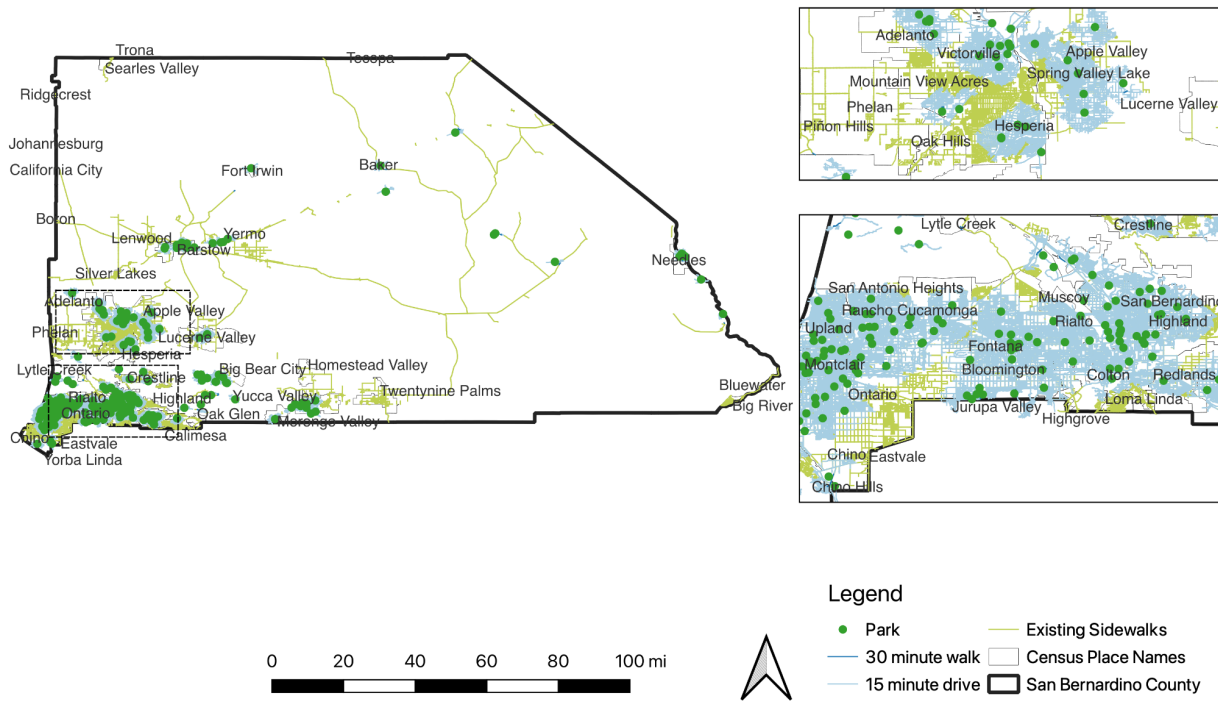 Trona
Searles Valley
Tecopa
Ridgecrest
Johannesburg
California City
Fort Irwin
Baker
Boron
Lenwood
Yermo
Barstow
Needles
Silver Lakes
Adelanto
Apple Valley
Phelan
Lucerne Valley
Hesperia
Lytle Creek
Crestline
Big Bear City
Homestead Valley
Rialto
Highland
Yucca Valley
Twentynine Palms
Bluewater
Ontario
Oak Glen
Morongo Valley
Big River
Chino
Eastvale
Calimesa
Yorba Linda
Adelanto
Victorville
Apple Valley
Mountain View Acres
Spring Valley Lake
Phelan
Lucerne Valley
Piñon Hills
Hesperia
Oak Hills
Lytle Creek
Crestline
San Antonio Heights
Muscoy
San Bernardino
Rancho Cucamonga
Upland
Rialto
Highland
Fontana
Montclair
Bloomington
Colton
Redlands
Ontario
Loma Linda
Jurupa Valley
Highgrove
Chino
Eastvale
Chino Hills
Legend
Park
Existing Sidewalks
30 minute walk
Census Place Names
15 minute drive
San Bernardino County
0 20 40 60 80 100 mi